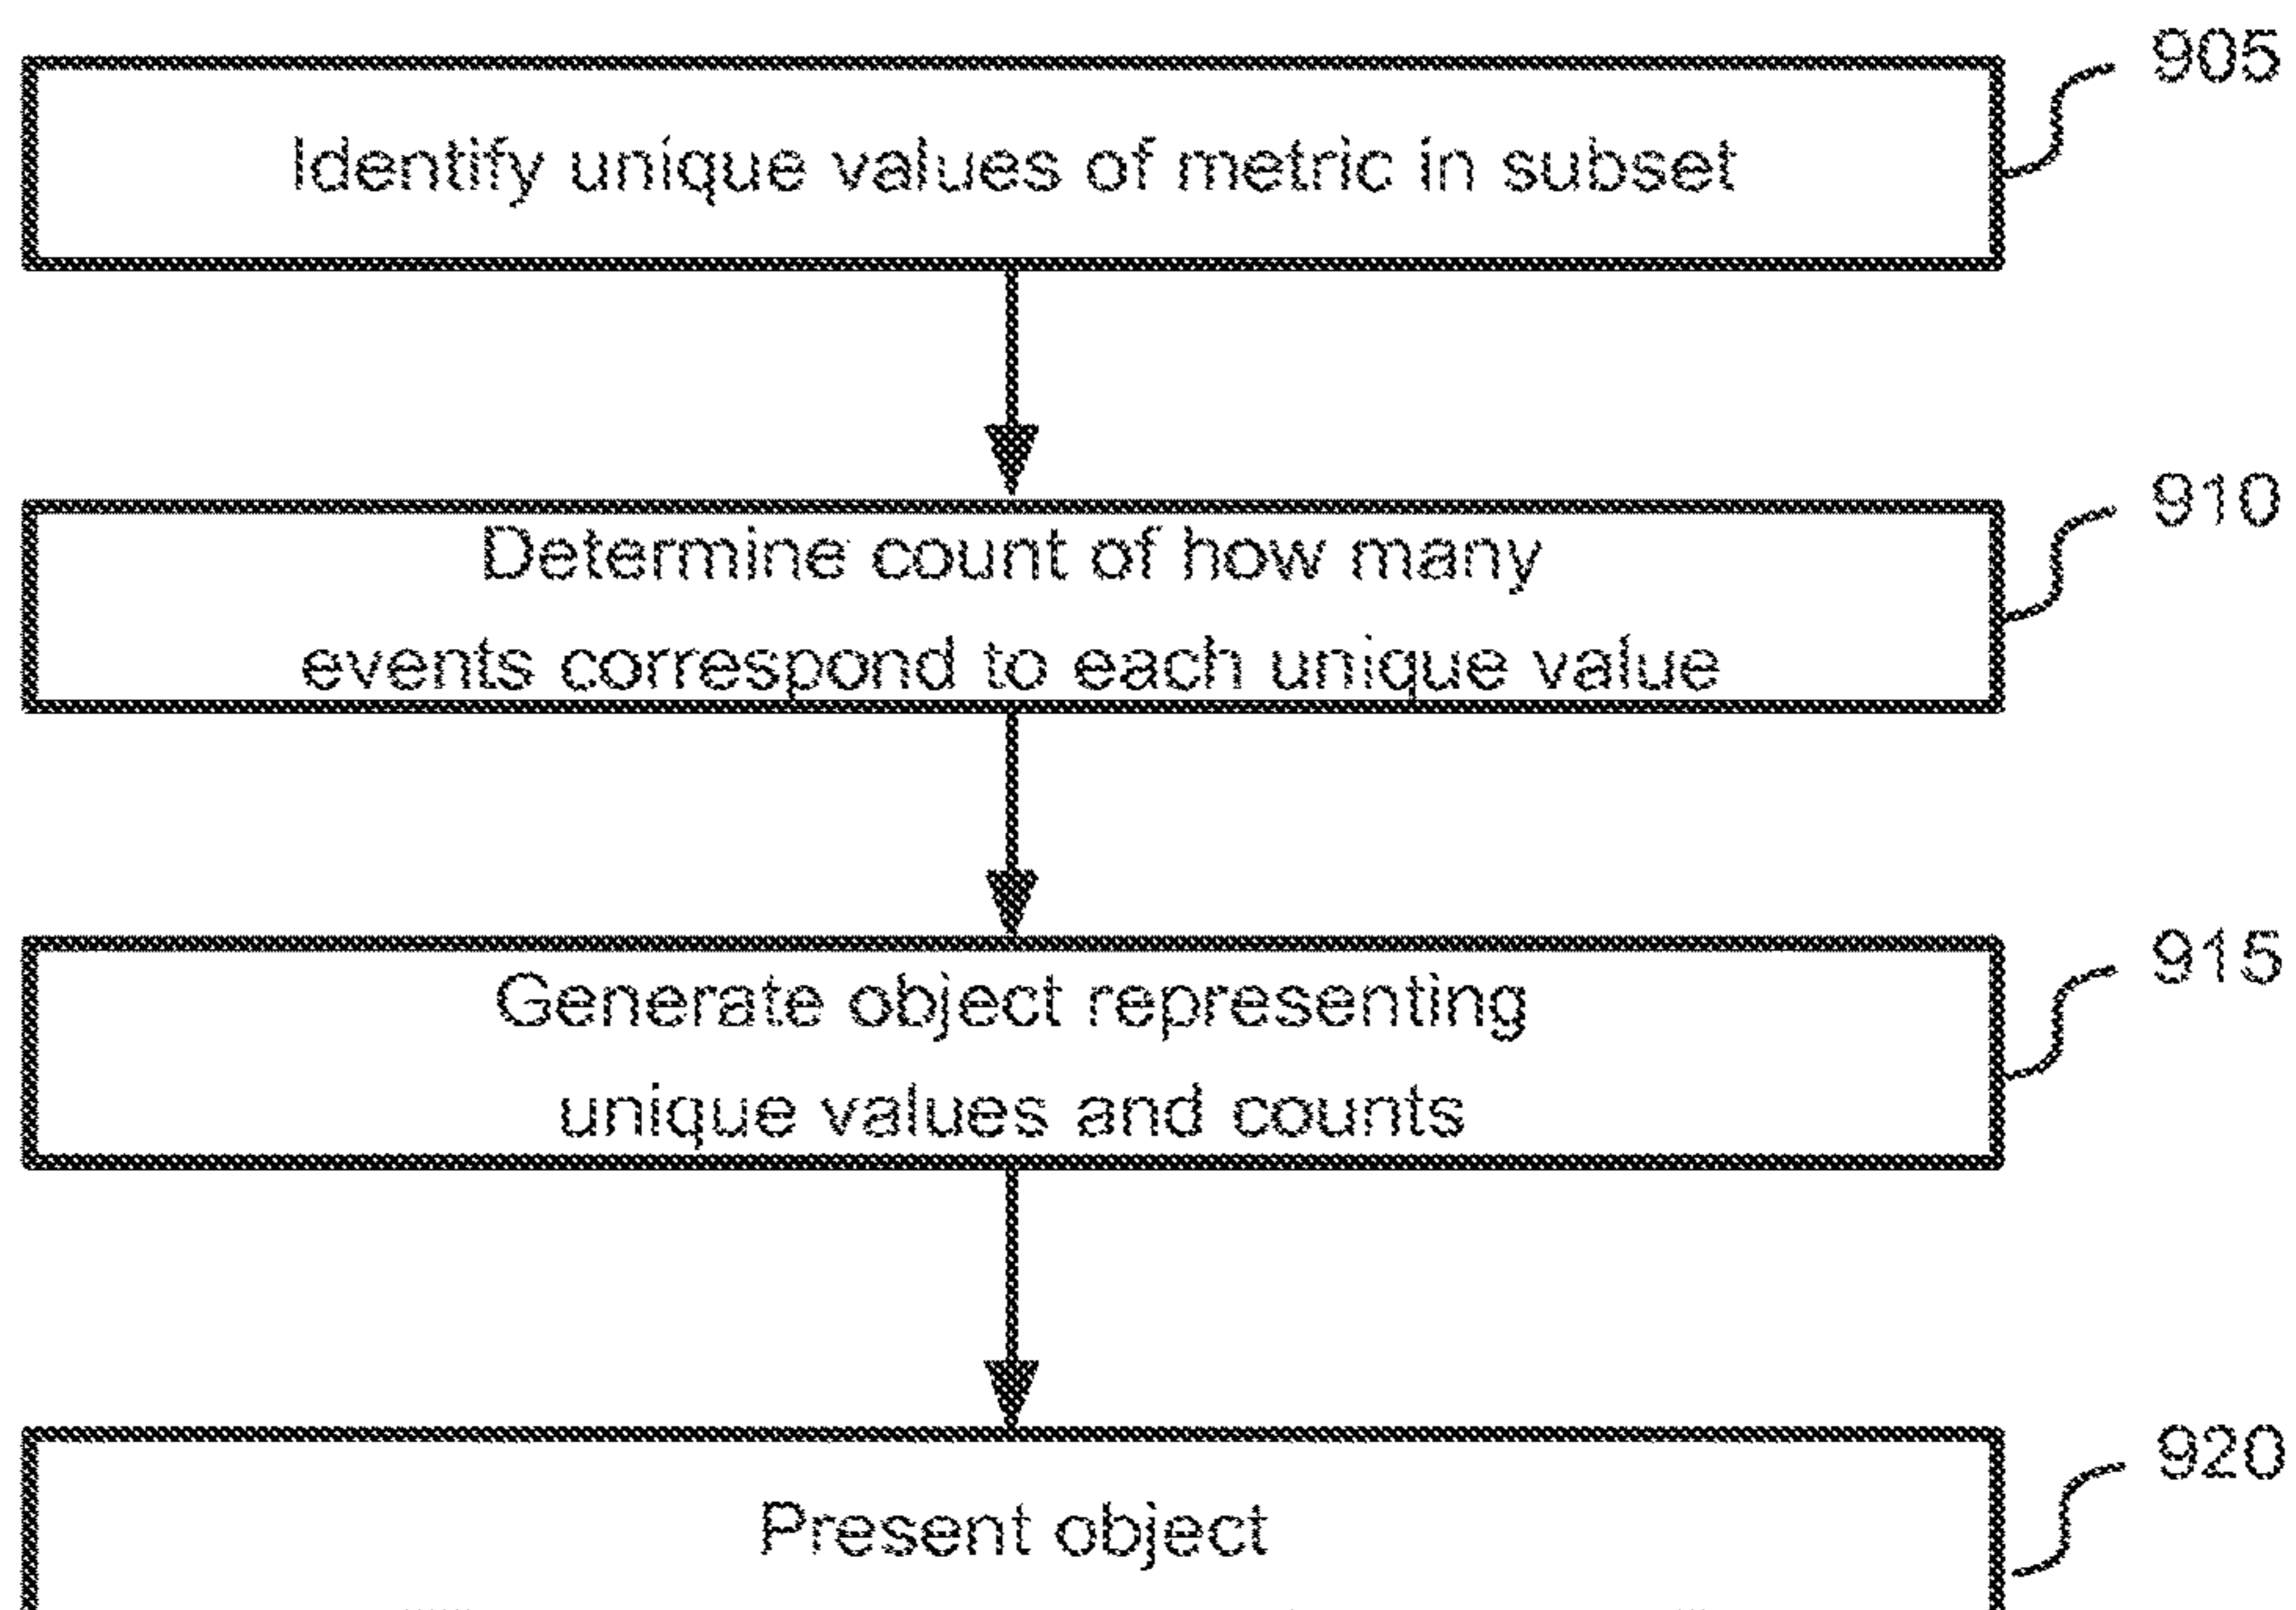 905
Identify unique values of metric in subset
910
Determine count of how many
events correspond to each unique value
915
Generate object representing
unique values and counts
920
Present object